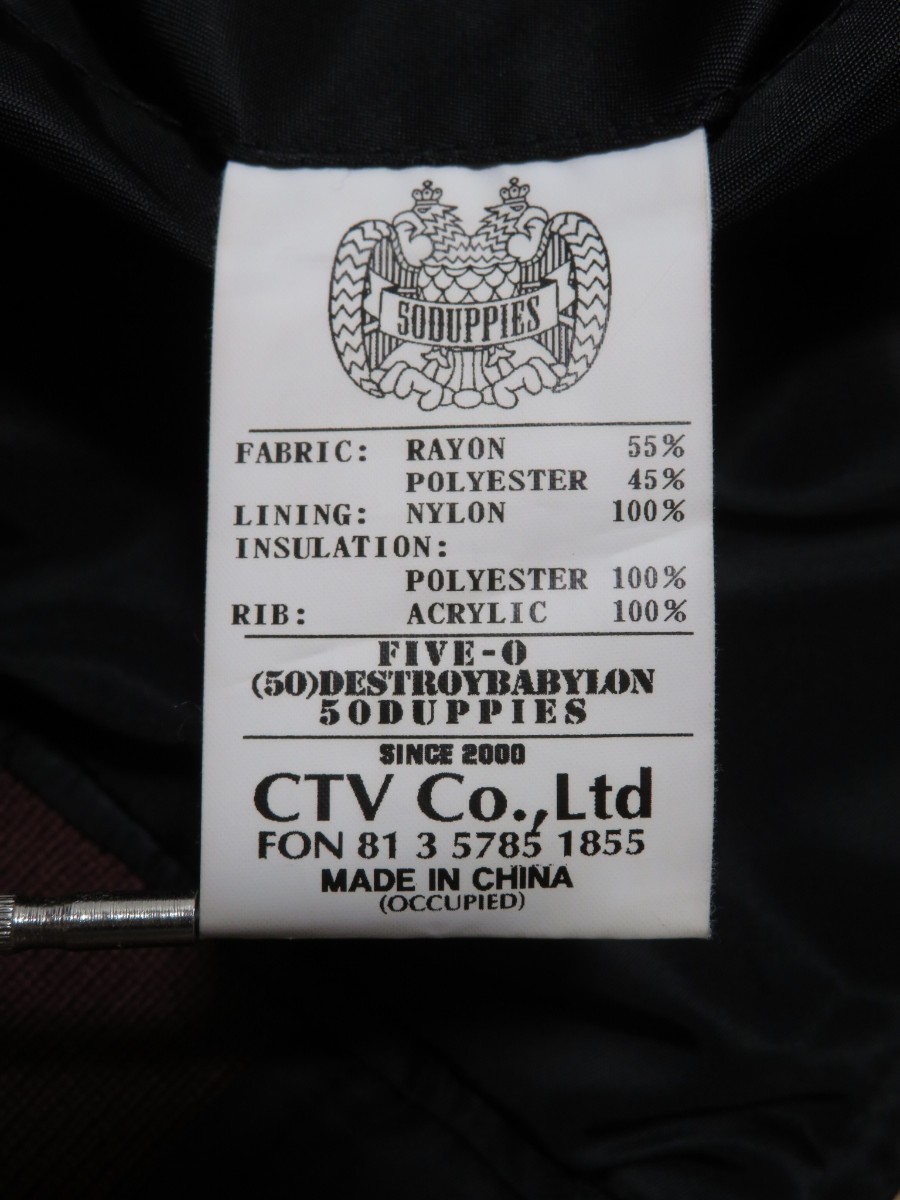 50DUPPIES
FABRIC: RAYON 55%
POLYESTER 45%
LINING: NYLON 100%
INSULATION:
POLYESTER 100%
RIB: ACRYLIC 100%
FIVE-O
(50)DESTROYBABYLON
50DUPPIES
SINCE 2000
CTV Co.,Ltd
FON 81 3 5785 1855
MADE IN CHINA
(OCCUPIED)